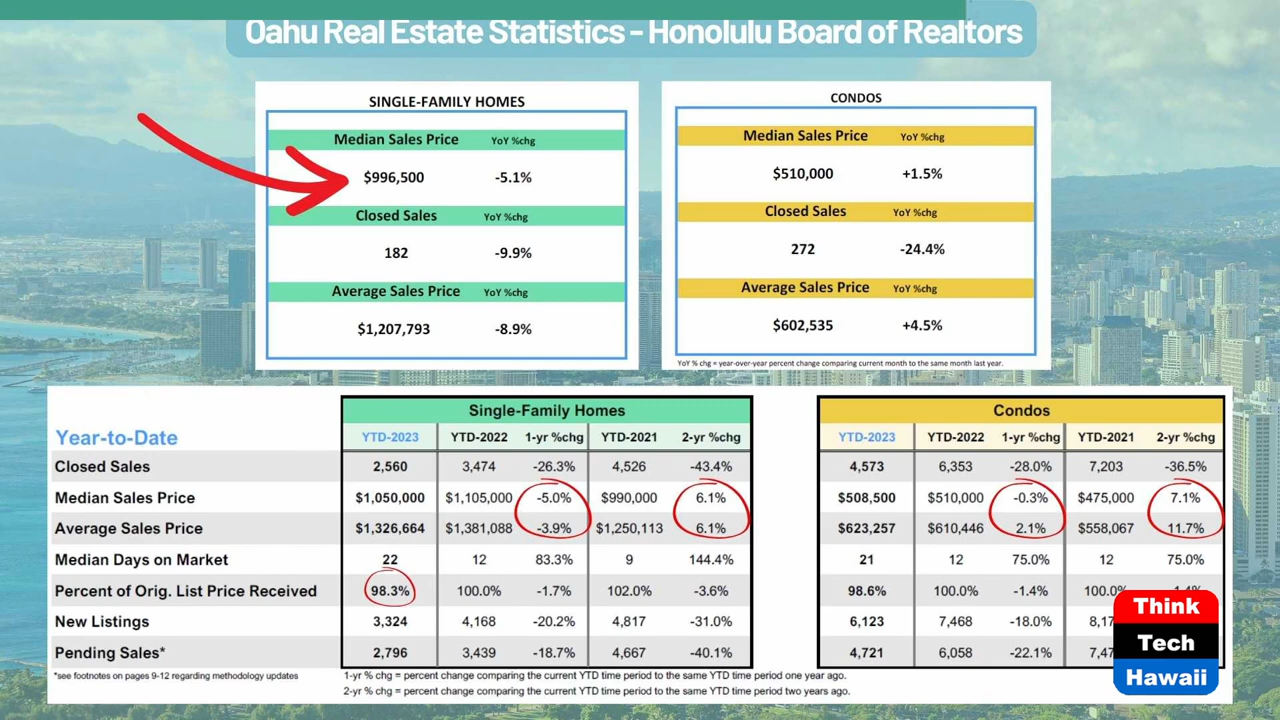 Oahu Real Estate Statistics - Honolulu Board of Realtors
SINGLE-FAMILY HOMES
Median Sales Price YoY %chg
$996,500 -5.1%
Closed Sales YoY %chg
182 -9.9%
Average Sales Price YoY %chg
$1,207,793 -8.9%
CONDOS
Median Sales Price YoY %chg
$510,000 +1.5%
Closed Sales YoY %chg
272 -24.4%
Average Sales Price YoY %chg
$602,535 +4.5%
YoY % chg = year-over-year percent change comparing current month to the same month last year.
Single-Family Homes Condos
Year-to-Date YTD-2023 YTD-2022 1-yr %chg YTD-2021 2-yr %chg YTD-2023 YTD-2022 1-yr %chg YTD-2021 2-yr %chg
Closed Sales 2,560 3,474 -26.3% 4,526 -43.4% 4,573 6,353 -28.0% 7,203 -36.5%
Median Sales Price $1,050,000 $1,105,000 -5.0% $990,000 6.1% $508,500 $510,000 -0.3% $475,000 7.1%
Average Sales Price $1,326,664 $1,381,088 -3.9% $1,250,113 6.1% $623,257 $610,446 2.1% $558,067 11.7%
Median Days on Market 22 12 83.3% 9 144.4% 21 12 75.0% 12 75.0%
Percent of Orig. List Price Received 98.3% 100.0% -1.7% 102.0% -3.6% 98.6% 100.0% -1.4% 100.0
New Listings 3,324 4,168 -20.2% 4,817 -31.0% 6,123 7,468 -18.0%
Pending Sales* 2,796 3,439 -18.7% 4,667 -40.1% 4,721 6,058 -22.1%
*see footnotes on pages 9-12 regarding methodology updates
1-yr % chg = percent change comparing the current YTD time period to the same YTD time period one year ago.
2-yr % chg = percent change comparing the current YTD time period to the same YTD time period two years ago.
Think
Tech
Hawaii